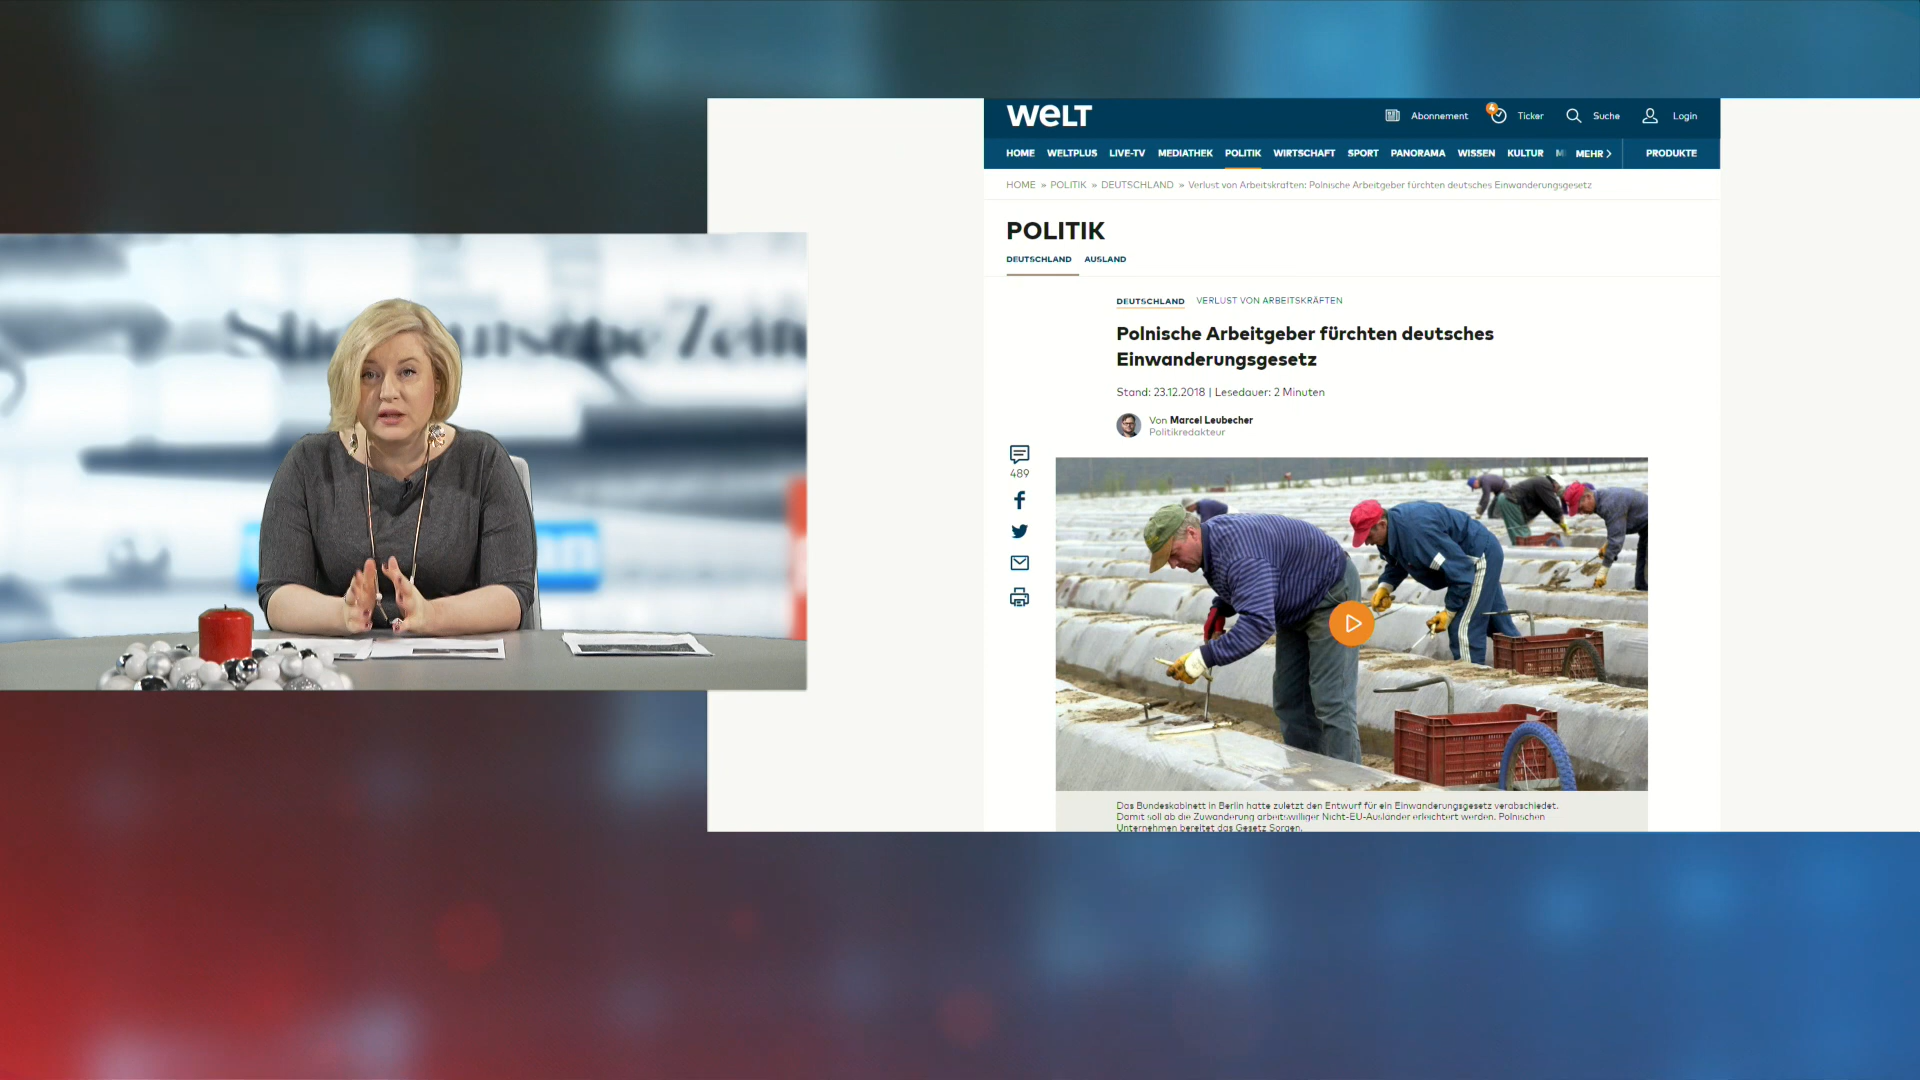 Süddeutsche Zeitu
WELT
Abonnement
4
Ticker
Suche
Login
HOME WELTPLUS LIVE-TV MEDIATHEK POLITIK WIRTSCHAFT SPORT PANORAMA WISSEN KULTUR MEHR PRODUKTE
HOME » POLITIK » DEUTSCHLAND » Verlust von Arbeitskräften: Polnische Arbeitgeber fürchten deutsches Einwanderungsgesetz
POLITIK
DEUTSCHLAND AUSLAND
DEUTSCHLAND VERLUST VON ARBEITSKRÄFTEN
Polnische Arbeitgeber fürchten deutsches
Einwanderungsgesetz
Stand: 23.12.2018 | Lesedauer: 2 Minuten
Von Marcel Leubecher
Politikredakteur
489
Das Bundeskabinett in Berlin hatte zuletzt den Entwurf für ein Einwanderungsgesetz verabschiedet.
Damit soll ab die Zuwanderung arbeitswilliger Nicht-EU-Ausländer erleichtert werden. Polnischen
Unternehmen bereitet das Gesetz Sorgen.